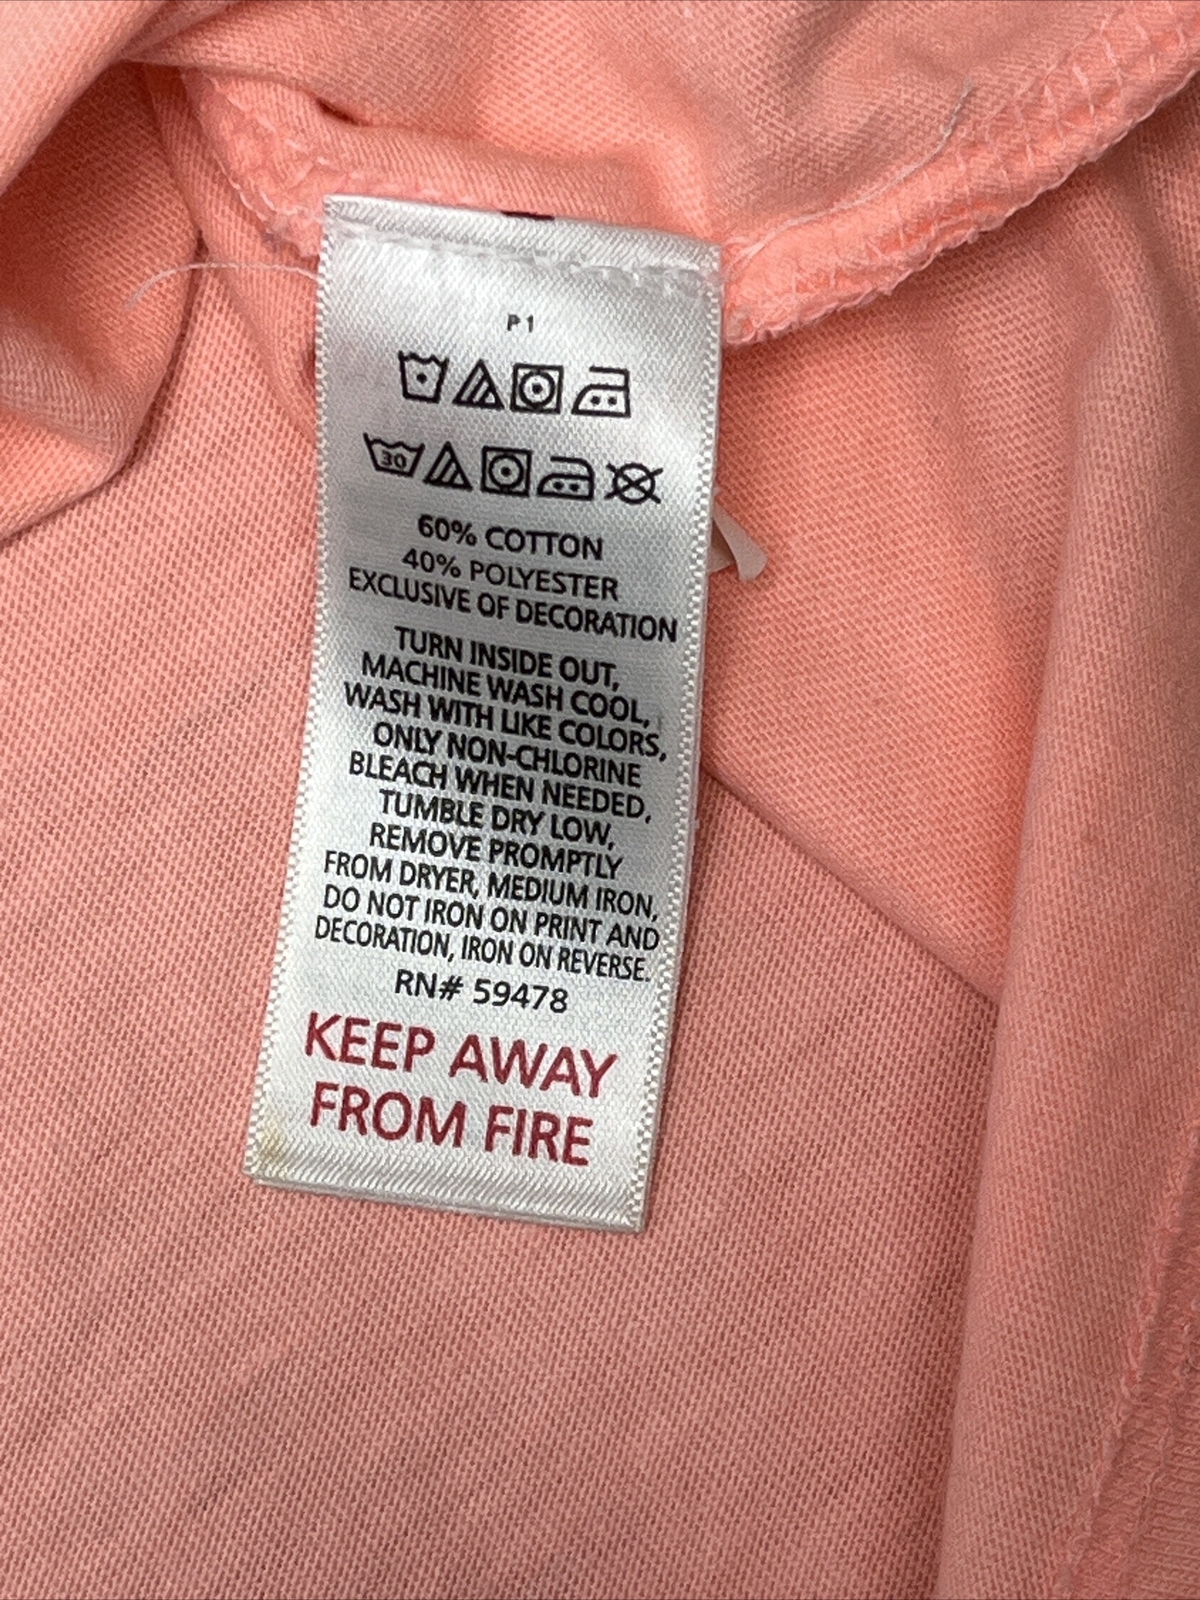 P1
30
60% COTTON
40% POLYESTER
EXCLUSIVE OF DECORATION
TURN INSIDE OUT,
MACHINE WASH COOL,
WASH WITH LIKE COLORS,
ONLY NON-CHLORINE
BLEACH WHEN NEEDED,
TUMBLE DRY LOW,
REMOVE PROMPTLY
FROM DRYER, MEDIUM IRON,
DO NOT IRON ON PRINT AND
DECORATION, IRON ON REVERSE.
RN# 59478
KEEP AWAY
FROM FIRE